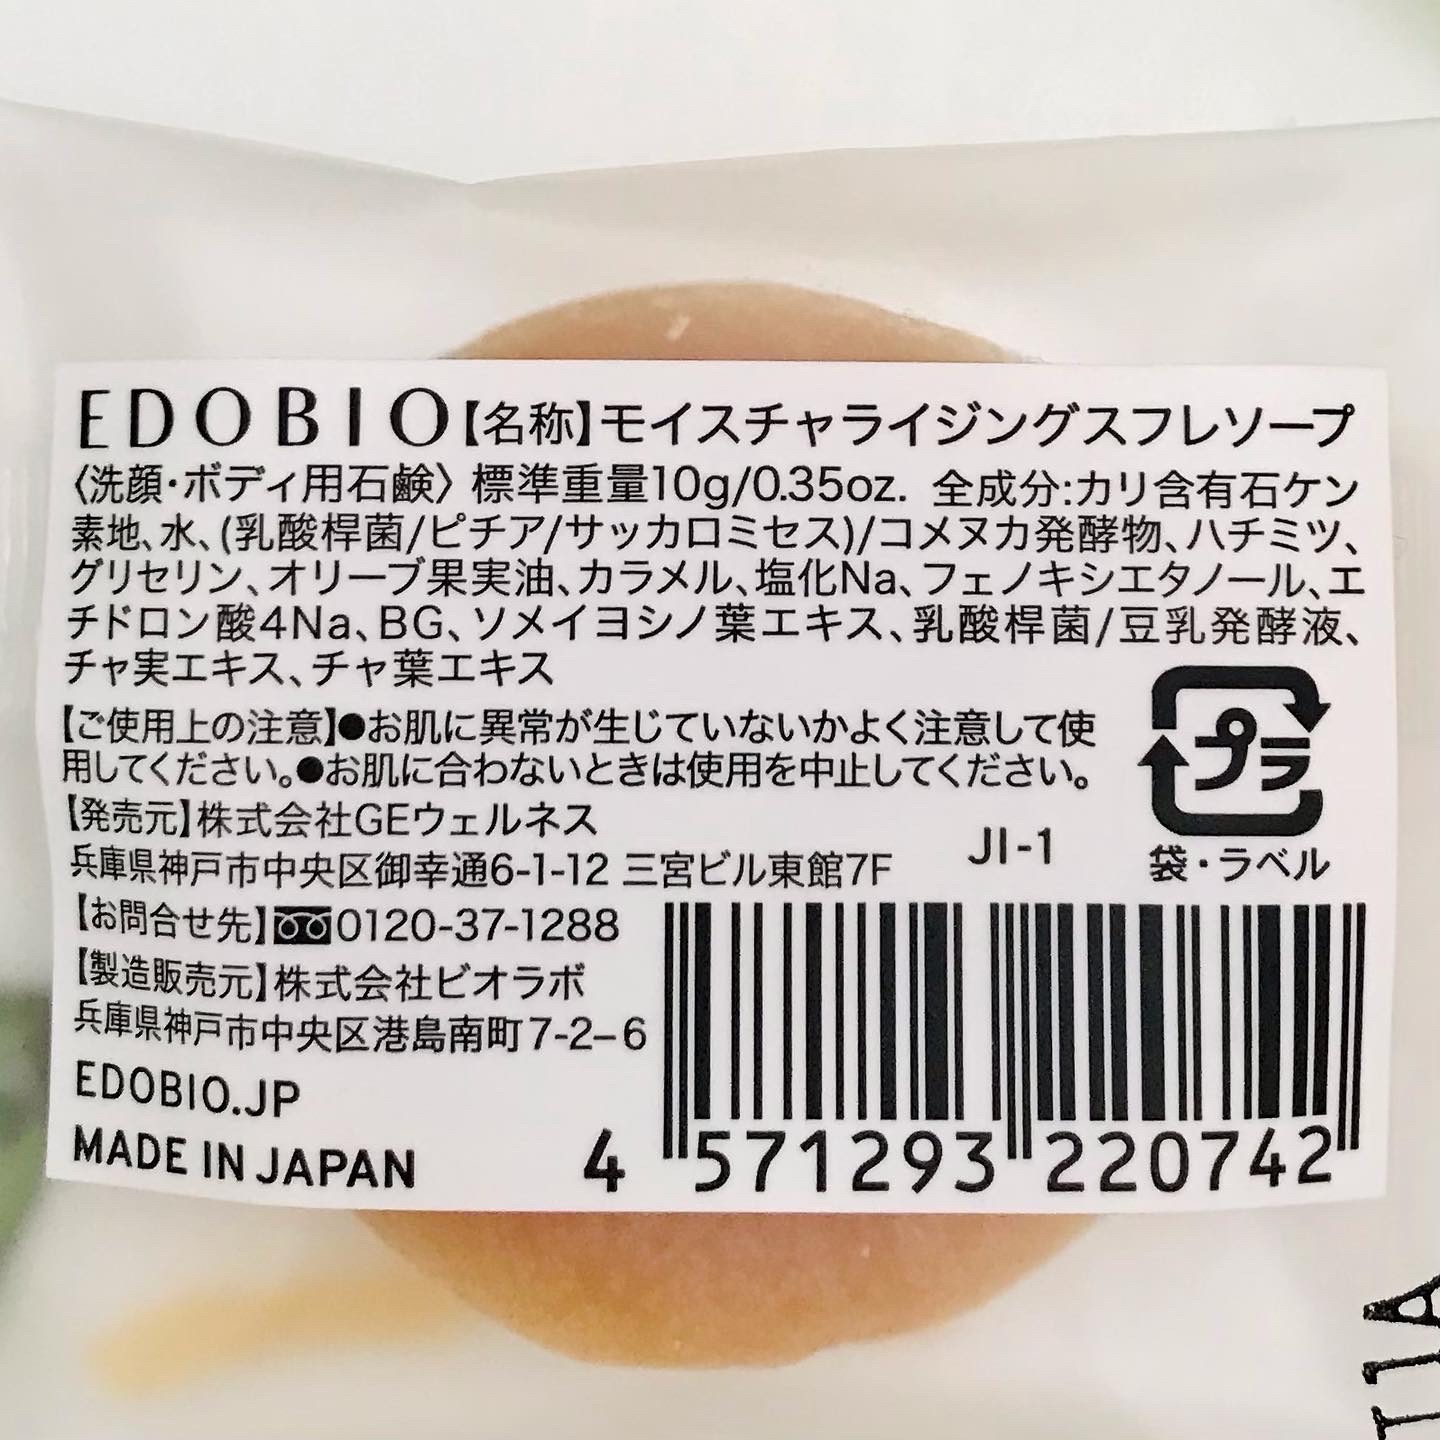 EDOBIO【名称】モイスチャライジングスフレソープ
〈洗顔・ボディ用石鹸〉標準重量10g/0.35oz. 全成分:カリ含有石ケン
素地、水、(乳酸桿菌/ピチア/サッカロミセス)/コメヌカ発酵物、ハチミツ、
グリセリン、オリーブ果実油、カラメル、塩化Na、フェノキシエタノール、エ
チドロン酸4Na、BG、ソメイヨシノ葉エキス、乳酸桿菌/豆乳発酵液、
チャ実エキス、チャ葉エキス
【ご使用上の注意】●お肌に異常が生じていないかよく注意して使
用してください。●お肌に合わないときは使用を中止してください。
【発売元】株式会社GEウェルネス
兵庫県神戸市中央区御幸通6-1-12 三宮ビル東館7F
JI-1
プラ
袋・ラベル
【お問合せ先】0120-37-1288
【製造販売元】株式会社ビオラボ
兵庫県神戸市中央区港島南町7-2-6
EDOBIO.JP
MADE IN JAPAN
4 571293 220742